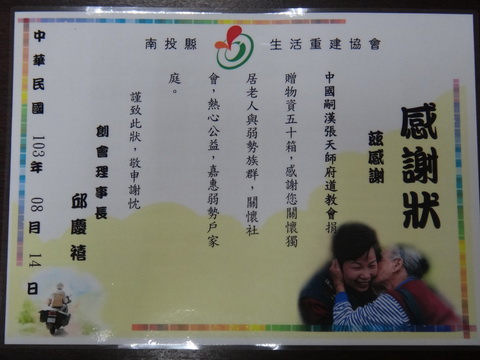 南投縣 生活重建協會
感謝狀
茲感謝
中國嗣漢張天師府道教會捐
贈物資五十箱，感謝您關懷獨
居老人與弱勢族群，關懷社
會，熱心公益，嘉惠弱勢戶家
庭。
謹致此狀，敬申謝忱
創會理事長
邱慶禧
中華民國 103年 08月 14日